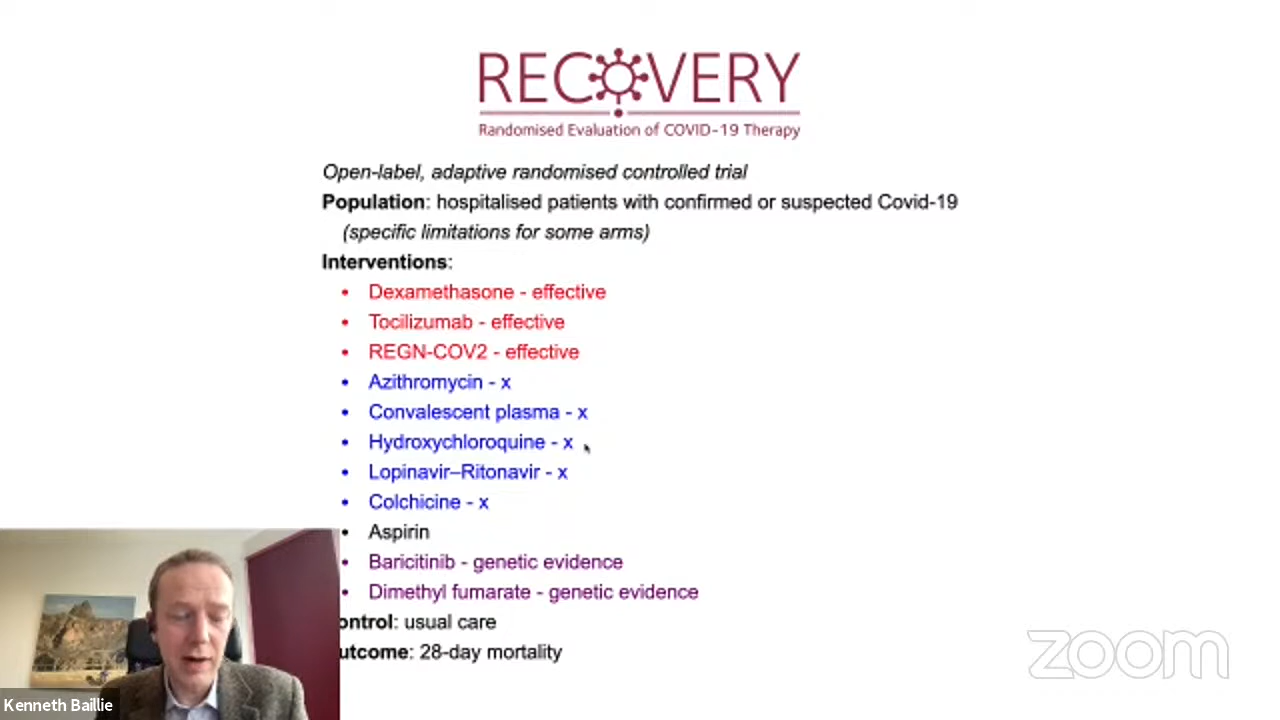 RECOVERY
Randomised Evaluation of COVID-19 Therapy
Open-label, adaptive randomised controlled trial
Population: hospitalised patients with confirmed or suspected Covid-19
(specific limitations for some arms)
Interventions:
• Dexamethasone - effective
• Tocilizumab - effective
• REGN-COV2 - effective
• Azithromycin - x
• Convalescent plasma - x
• Hydroxychloroquine - x
• Lopinavir–Ritonavir - x
• Colchicine - x
• Aspirin
• Baricitinib - genetic evidence
• Dimethyl fumarate - genetic evidence
ontrol: usual care
utcome: 28-day mortality
zoom
Kenneth Baillie